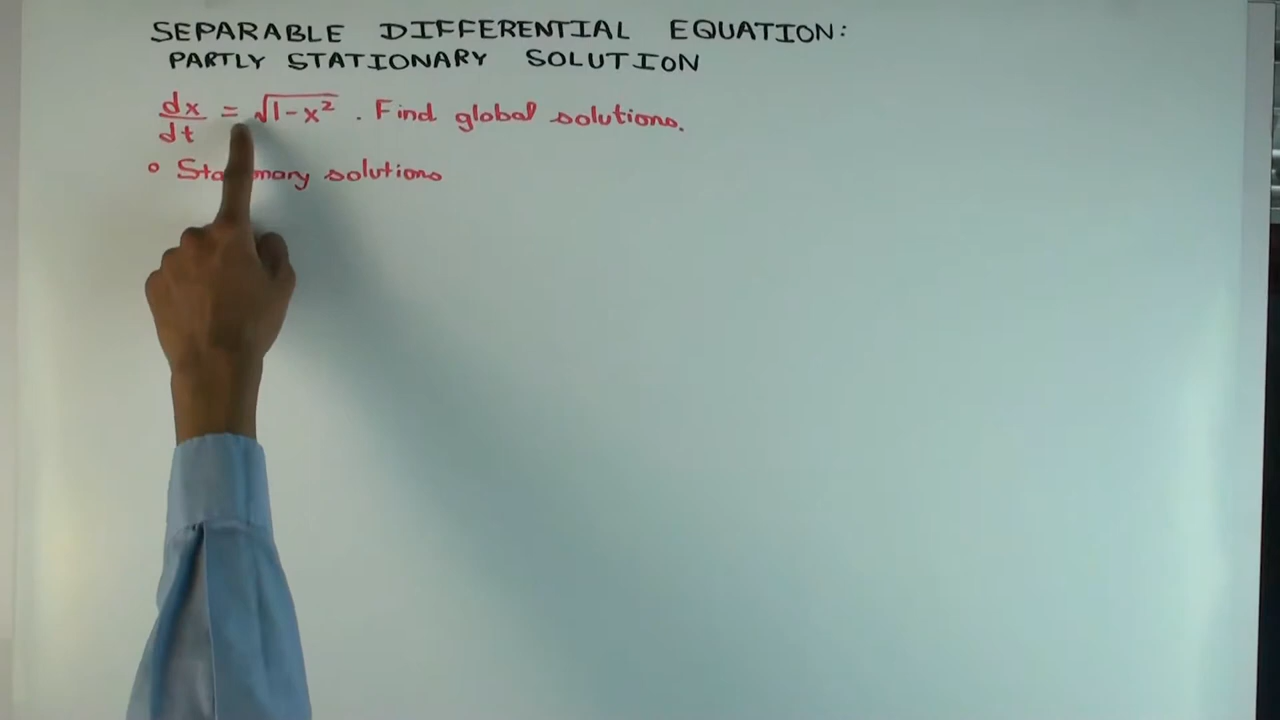 SEPARABLE DIFFERENTIAL EQUATION:
PARTLY STATIONARY SOLUTION
dx/dt = √(1-x²). Find global solutions.
° solutions